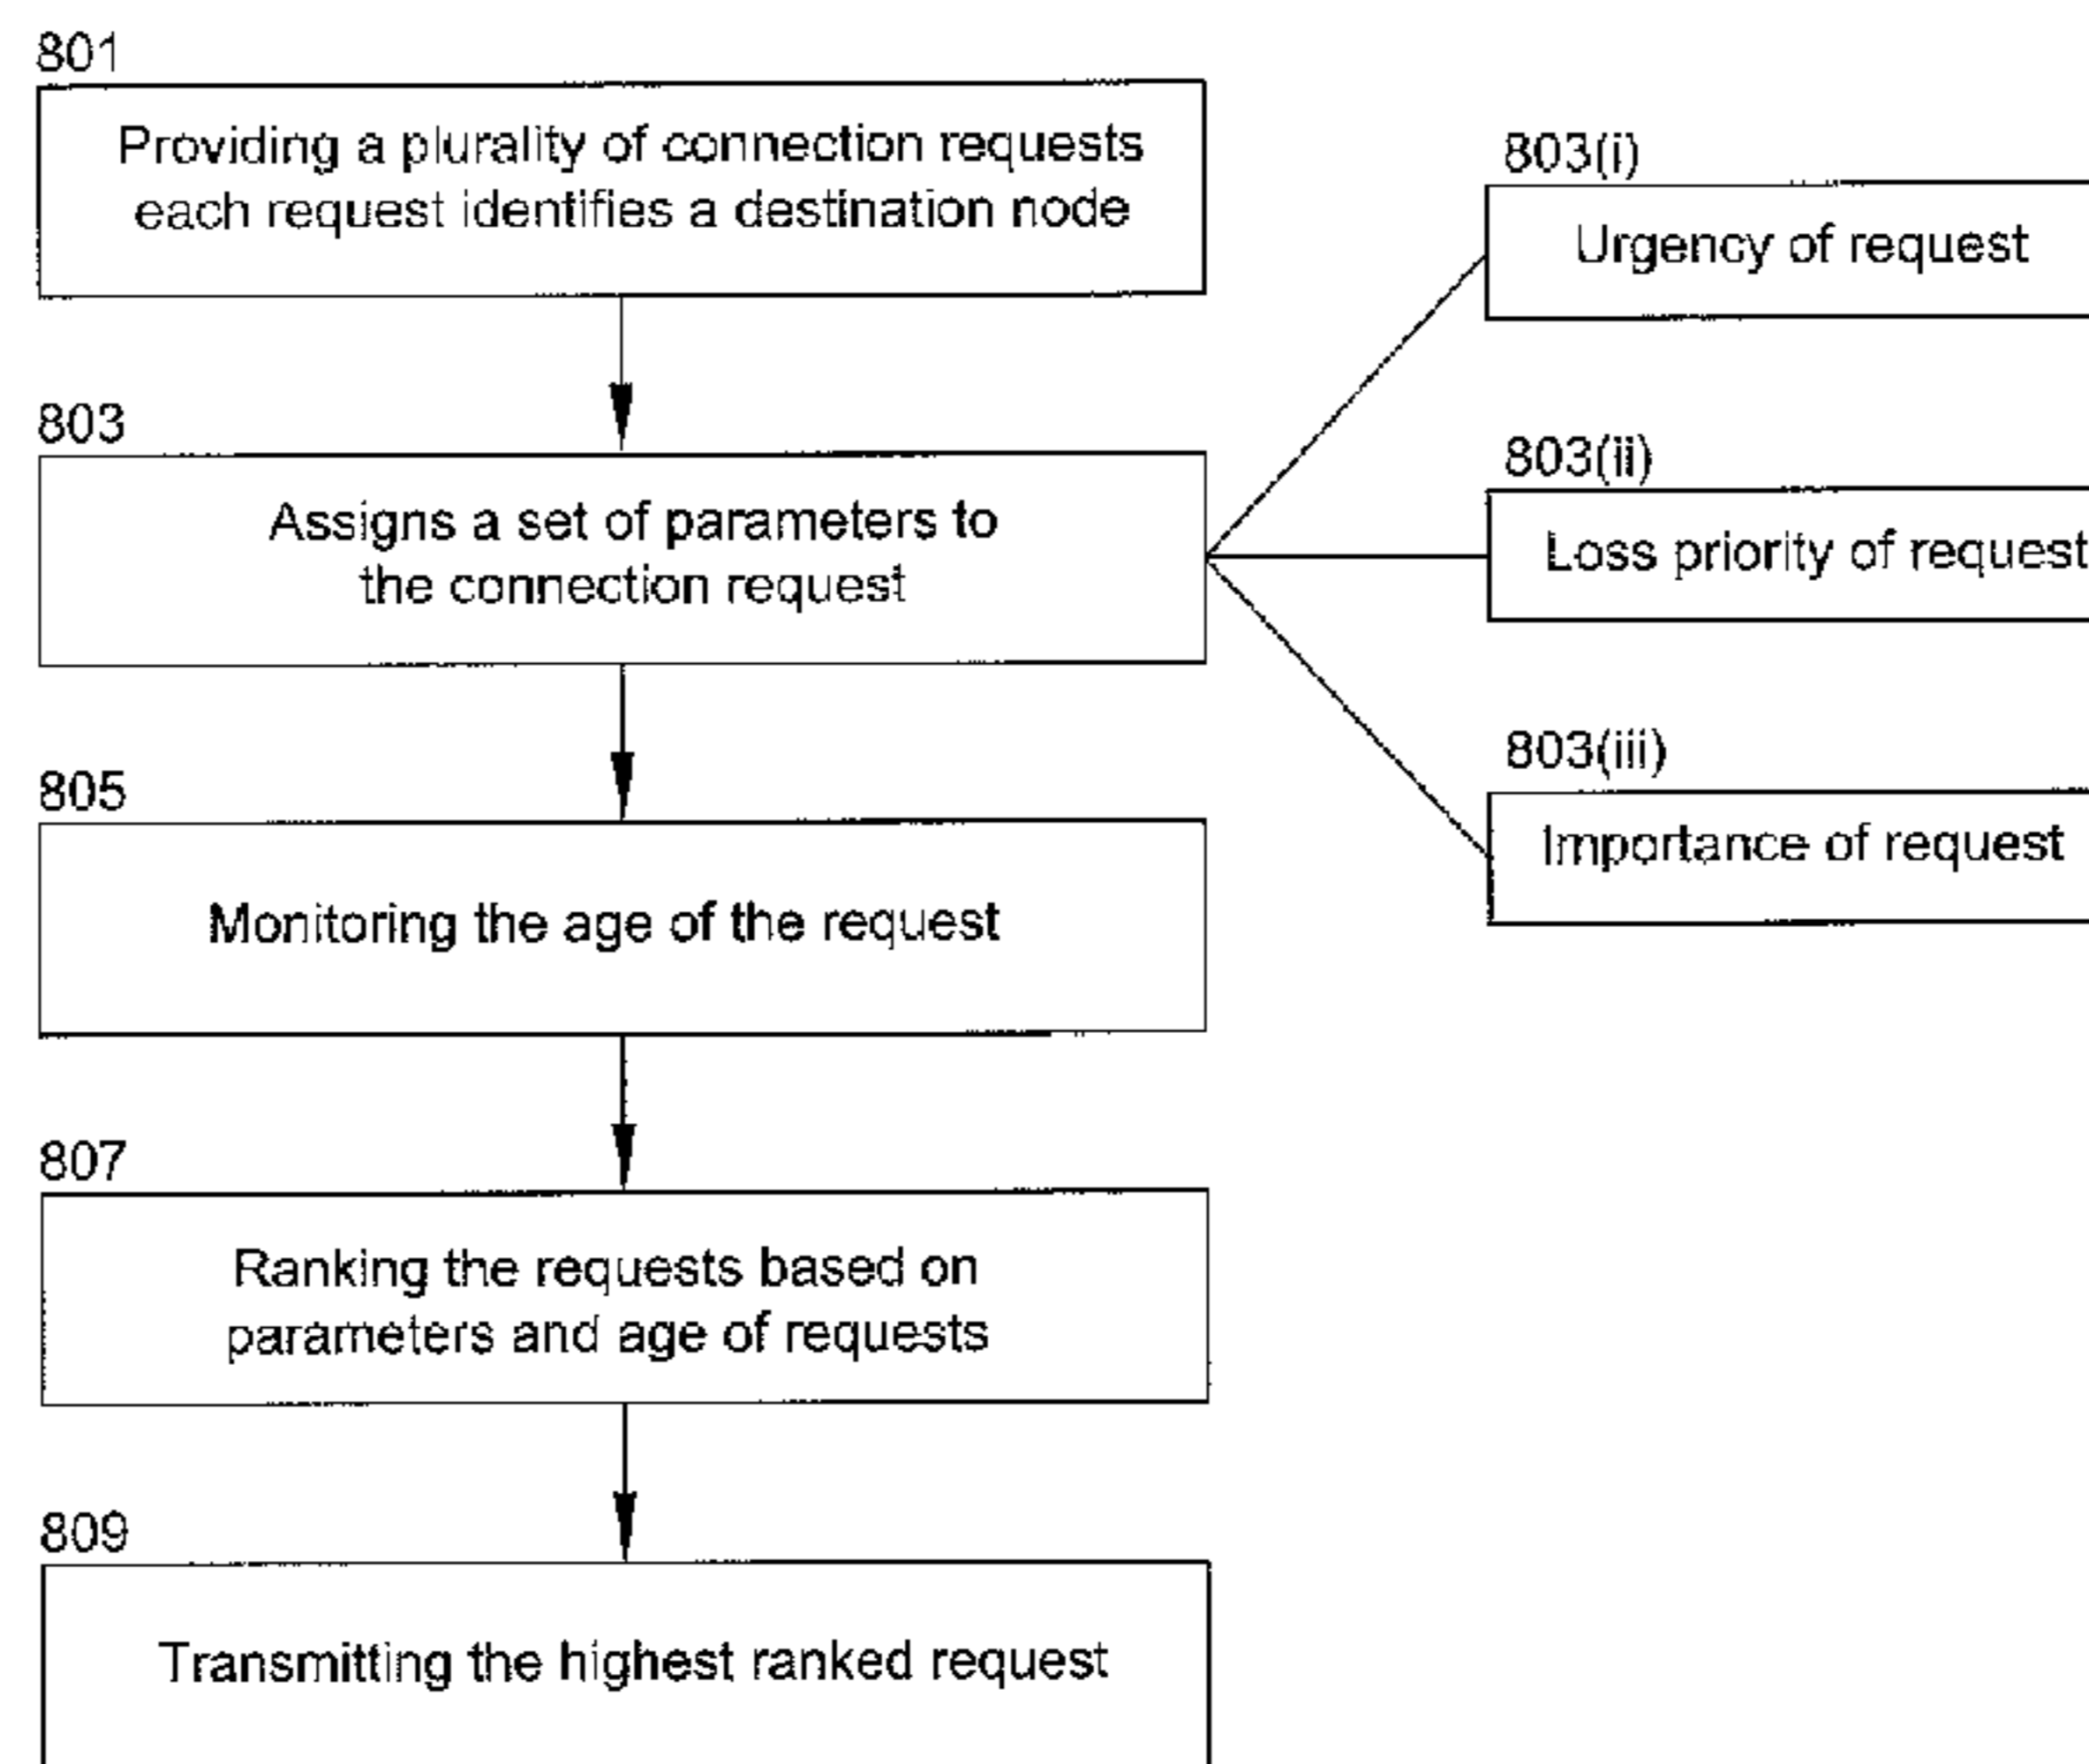 801
Providing a plurality of connection requests
each request identifies a destination node
803
Assigns a set of parameters to
the connection request
803(i)
Urgency of request
803(ii)
Loss priority of request
803(iii)
Importance of request
805
Monitoring the age of the request
807
Ranking the requests based on
parameters and age of requests
809
Transmitting the highest ranked request